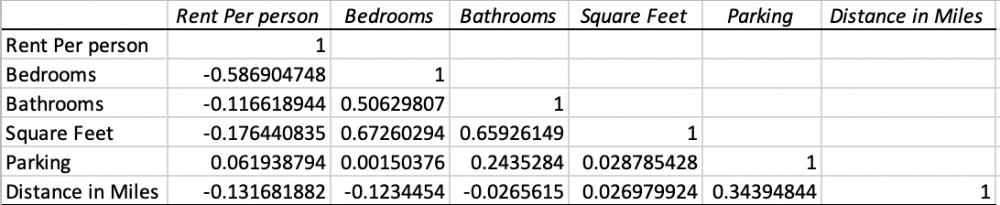 Rent Per person Bedrooms Bathrooms Square Feet Parking Distance in Miles
Rent Per person 1
Bedrooms -0.586904748 1
Bathrooms -0.116618944 0.50629807 1
Square Feet -0.176440835 0.67260294 0.65926149 1
Parking 0.061938794 0.00150376 0.2435284 0.028785428 1
Distance in Miles -0.131681882 -0.1234454 -0.0265615 0.026979924 0.34394844 1